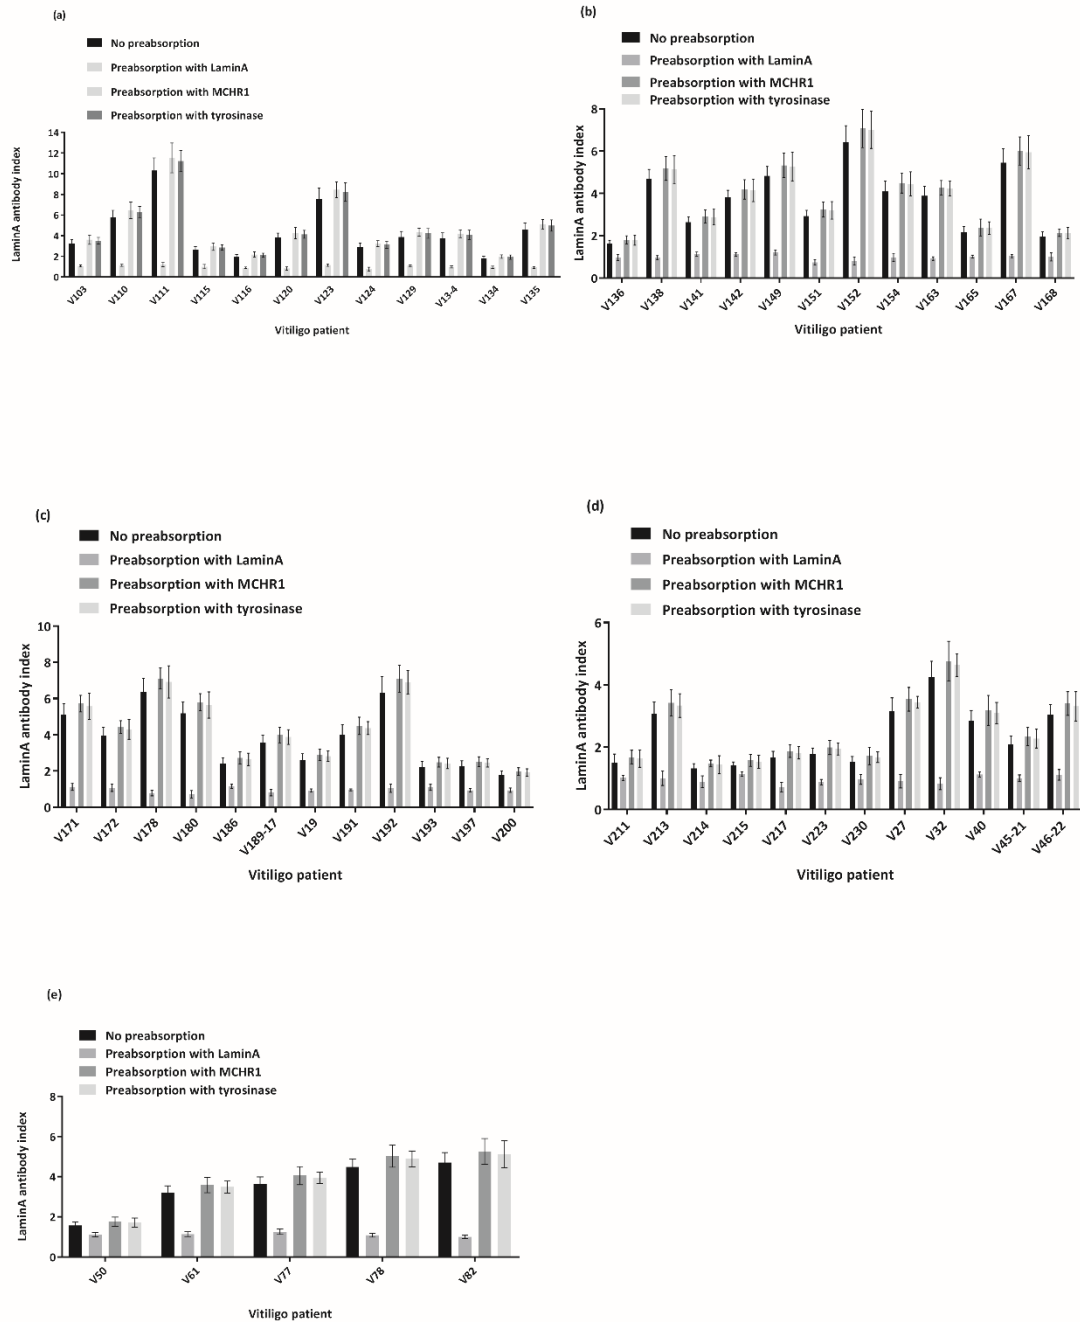 (a)
No preabsorption
Preabsorption with LaminA
Preabsorption with MCHR1
Preabsorption with tyrosinase
LaminA antibody index
14
12
10
8
6
4
2
0
V103 V110 V111 V115 V116 V120 V123 V124 V129 V13-4 V134 V135
Vitiligo patient
(b)
No preabsorption
Preabsorption with LaminA
Preabsorption with MCHR1
Preabsorption with tyrosinase
LaminA antibody index
8
6
4
2
0
V136 V138 V141 V142 V149 V151 V152 V154 V163 V165 V167 V168
Vitiligo patient
(c)
No preabsorption
Preabsorption with LaminA
Preabsorption with MCHR1
Preabsorption with tyrosinase
LaminA antibody index
10
8
6
4
2
0
V171 V172 V178 V180 V186 V189-17 V19 V191 V192 V193 V197 V200
Vitiligo patient
(d)
No preabsorption
Preabsorption with LaminA
Preabsorption with MCHR1
Preabsorption with tyrosinase
LaminA antibody index
6
4
2
0
V211 V213 V214 V215 V217 V223 V230 V27 V32 V40 V45-21 V46-22
Vitiligo patient
(e)
No preabsorption
Preabsorption with LaminA
Preabsorption with MCHR1
Preabsorption with tyrosinase
LaminA antibody index
8
6
4
2
0
V50 V61 V77 V78 V82
Vitiligo patient